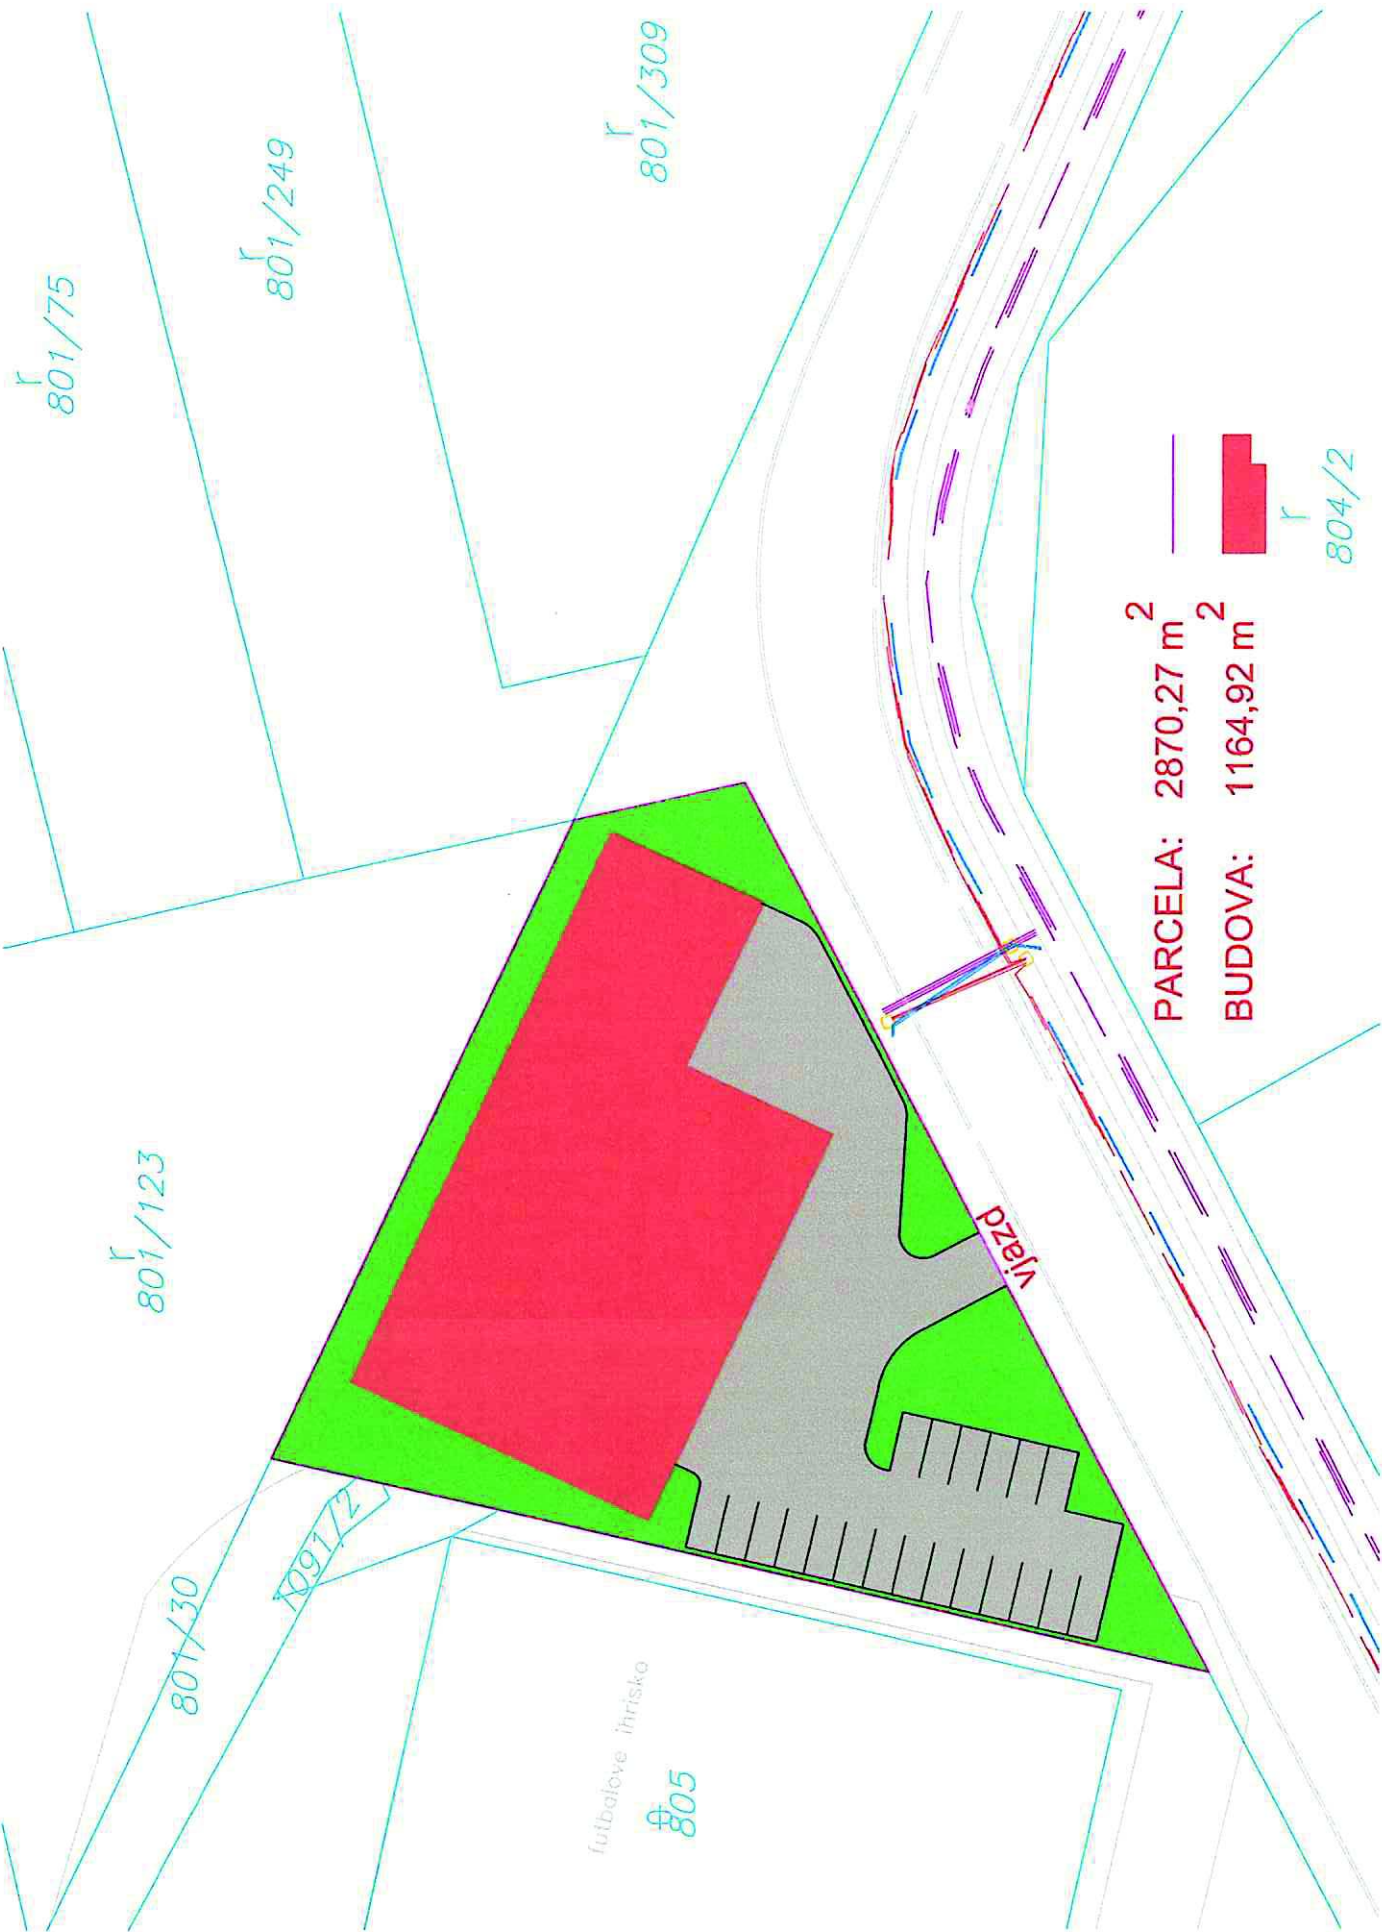 801/75
r
801/249
r
801/309
r
801/123
r
801/30
1091/2
futbalove ihrisko
805
vjazd
PARCELA: 2870,27 m²
BUDOVA: 1164,92 m²
r
804/2